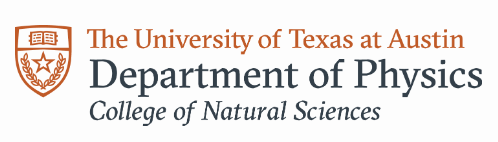 The University of Texas at Austin
Department of Physics
College of Natural Sciences